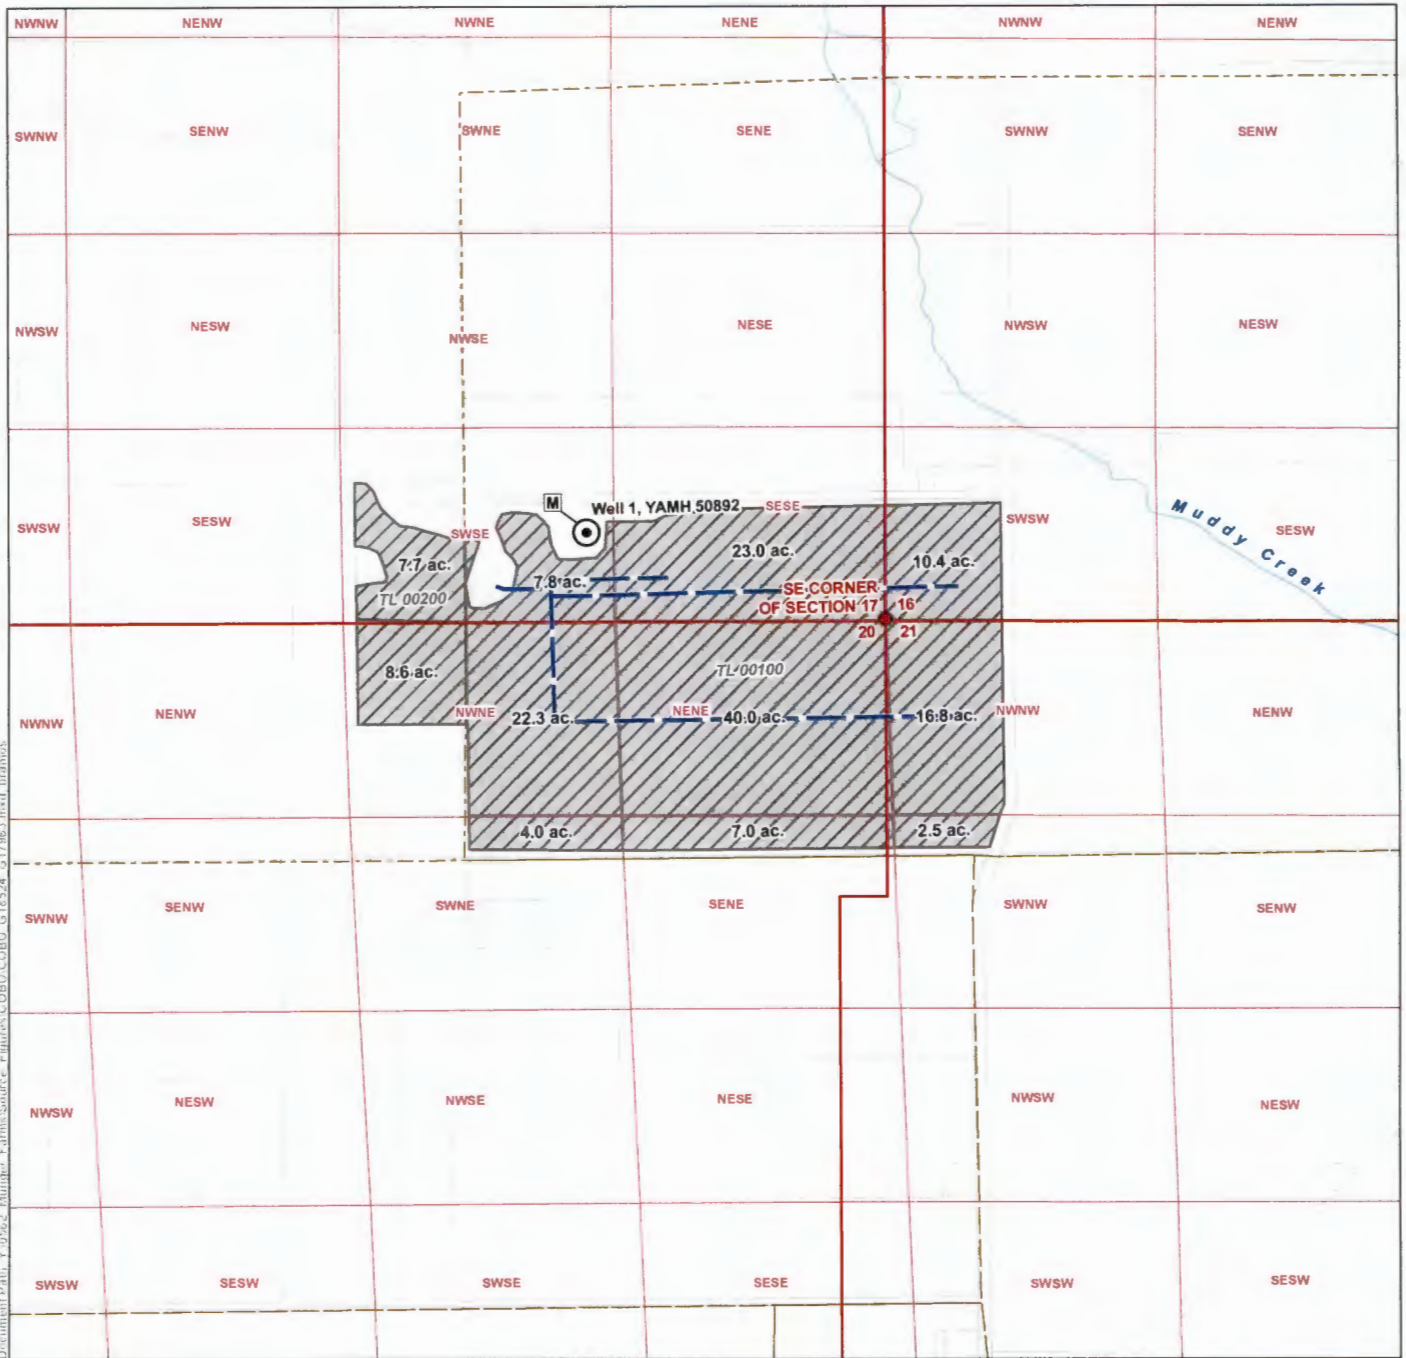 NWNW NENW NWNE NENE NWNW NENW
SWNW SENW SWNE SENE SWNW SENW
NWSW NESW NWSE NESE NWSW NESW
M Well 1, YAMH 50892 SESE
SWSW SESW SWSE SWSW SESW
Muddy Creek
23.0 ac.
7.7 ac. 10.4 ac.
7.8 ac.
TL 00200 SE CORNER
OF SECTION 17 16
20 21
8.6 ac. TL 00100
NWNW NENW NWNE 22.3 ac. NENE 40.0 ac. 16.8 ac. NWNW NENW
4.0 ac. 7.0 ac. 2.5 ac.
SWNW SENW SWNE SENE SWNW SENW
NWSW NESW NWSE NESE NWSW NESW
SWSW SESW SWSE SESE SWSW SESW